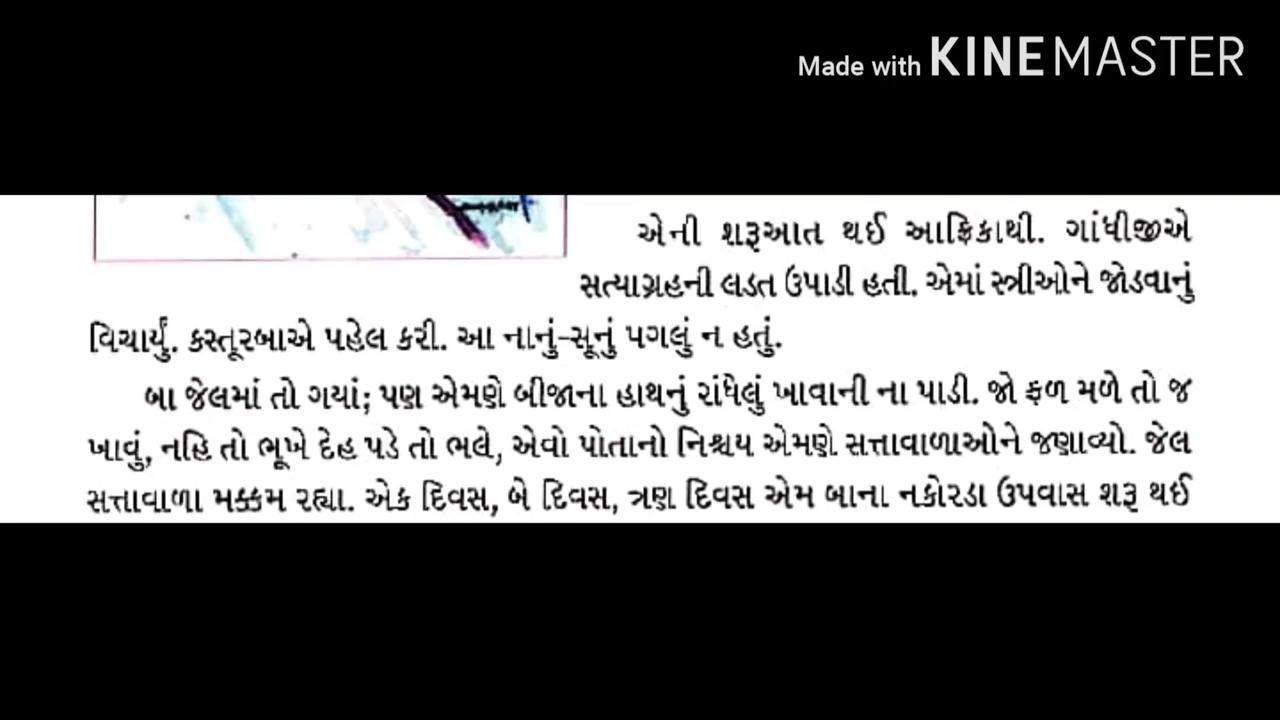 Made with KINEMASTER
એની શરૂઆત થઈ આફ્રિકાથી. ગાંધીજીએ
સત્યાગ્રહની લડત ઉપાડી હતી. એમાં સ્ત્રીઓને જોડવાનું
વિચાર્યું. કસ્તૂરબાએ પહેલ કરી. આ નાનું-સૂનું પગલું ન હતું.
બા જેલમાં તો ગયાં; પણ એમણે બીજાના હાથનું રાંધેલું ખાવાની ના પાડી. જો ફળ મળે તો જ
ખાવું, નહિ તો ભૂખે દેહ પડે તો ભલે, એવો પોતાનો નિશ્ચય એમણે સત્તાવાળાઓને જણાવ્યો. જેલ
સત્તાવાળા મક્કમ રહ્યા. એક દિવસ, બે દિવસ, ત્રણ દિવસ એમ બાના નકોરડા ઉપવાસ શરૂ થઈ